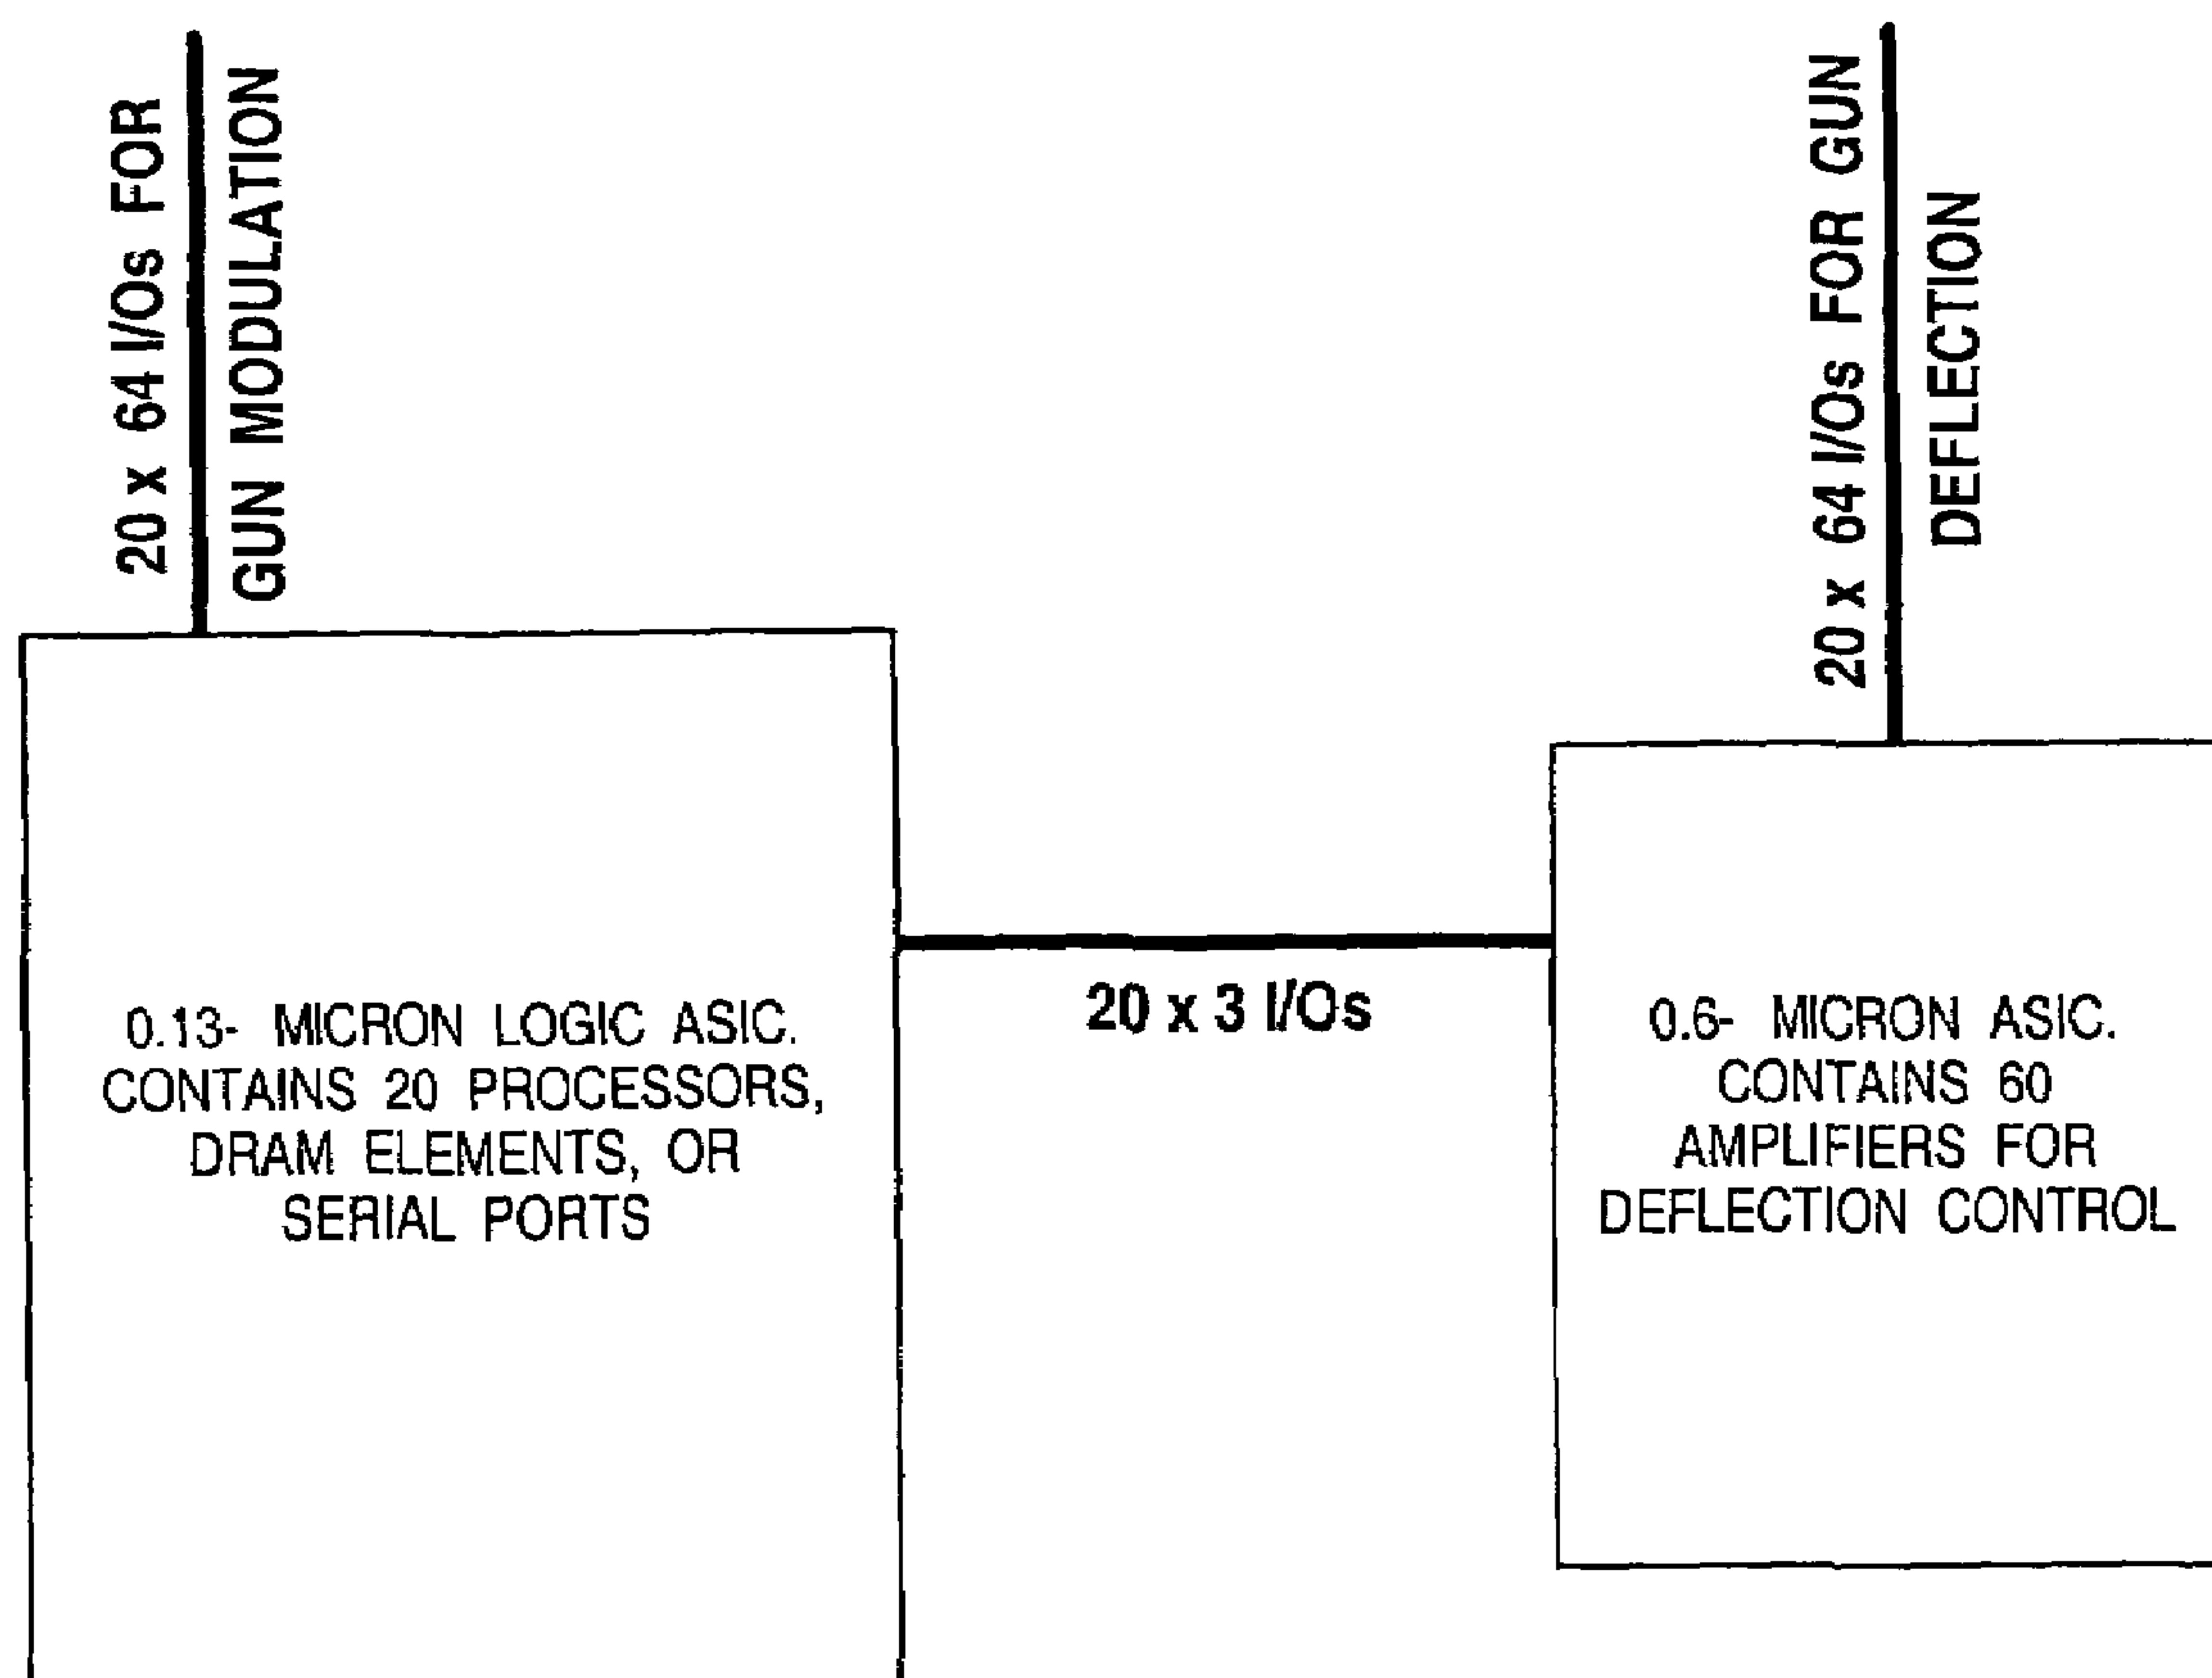 20 x 64 I/Os FOR
GUN MODULATION
20 x 64 I/Os FOR GUN
DEFLECTION
0.13- MICRON LOGIC ASIC.
CONTAINS 20 PROCESSORS,
DRAM ELEMENTS, OR
SERIAL PORTS
20 x 3 I/Os
0.6- MICRON ASIC.
CONTAINS 60
AMPLIFIERS FOR
DEFLECTION CONTROL